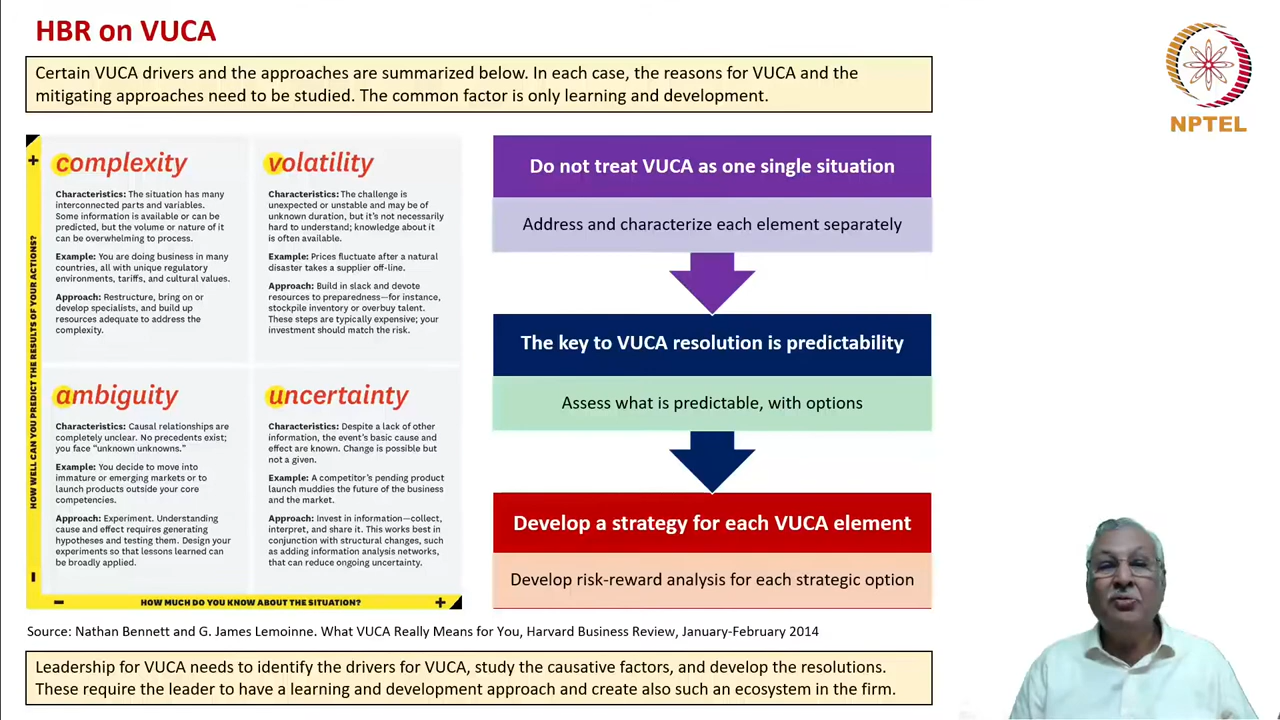 HBR on VUCA
Certain VUCA drivers and the approaches are summarized below. In each case, the reasons for VUCA and the
mitigating approaches need to be studied. The common factor is only learning and development.
NPTEL
HOW WELL CAN YOU PREDICT THE RESULTS OF YOUR ACTIONS?
+
complexity
Characteristics: The situation has many
interconnected parts and variables.
Some information is available or can be
predicted, but the volume or nature of it
can be overwhelming to process.
Example: You are doing business in many
countries, all with unique regulatory
environments, tariffs, and cultural values.
Approach: Restructure, bring on or
develop specialists, and build up
resources adequate to address the
complexity.
volatility
Characteristics: The challenge is
unexpected or unstable and may be of
unknown duration, but it's not necessarily
hard to understand; knowledge about it
is often available.
Example: Prices fluctuate after a natural
disaster takes a supplier off-line.
Approach: Build in slack and devote
resources to preparedness—for instance,
stockpile inventory or overbuy talent.
These steps are typically expensive; your
investment should match the risk.
ambiguity
Characteristics: Causal relationships are
completely unclear. No precedents exist;
you face “unknown unknowns.”
Example: You decide to move into
immature or emerging markets or to
launch products outside your core
competencies.
Approach: Experiment. Understanding
cause and effect requires generating
hypotheses and testing them. Design your
experiments so that lessons learned can
be broadly applied.
uncertainty
Characteristics: Despite a lack of other
information, the event's basic cause and
effect are known. Change is possible but
not a given.
Example: A competitor's pending product
launch muddies the future of the business
and the market.
Approach: Invest in information—collect,
interpret, and share it. This works best in
conjunction with structural changes, such
as adding information analysis networks,
that can reduce ongoing uncertainty.
–
– HOW MUCH DO YOU KNOW ABOUT THE SITUATION? +
Do not treat VUCA as one single situation
Address and characterize each element separately
The key to VUCA resolution is predictability
Assess what is predictable, with options
Develop a strategy for each VUCA element
Develop risk-reward analysis for each strategic option
Source: Nathan Bennett and G. James Lemoinne. What VUCA Really Means for You, Harvard Business Review, January-February 2014
Leadership for VUCA needs to identify the drivers for VUCA, study the causative factors, and develop the resolutions.
These require the leader to have a learning and development approach and create also such an ecosystem in the firm.